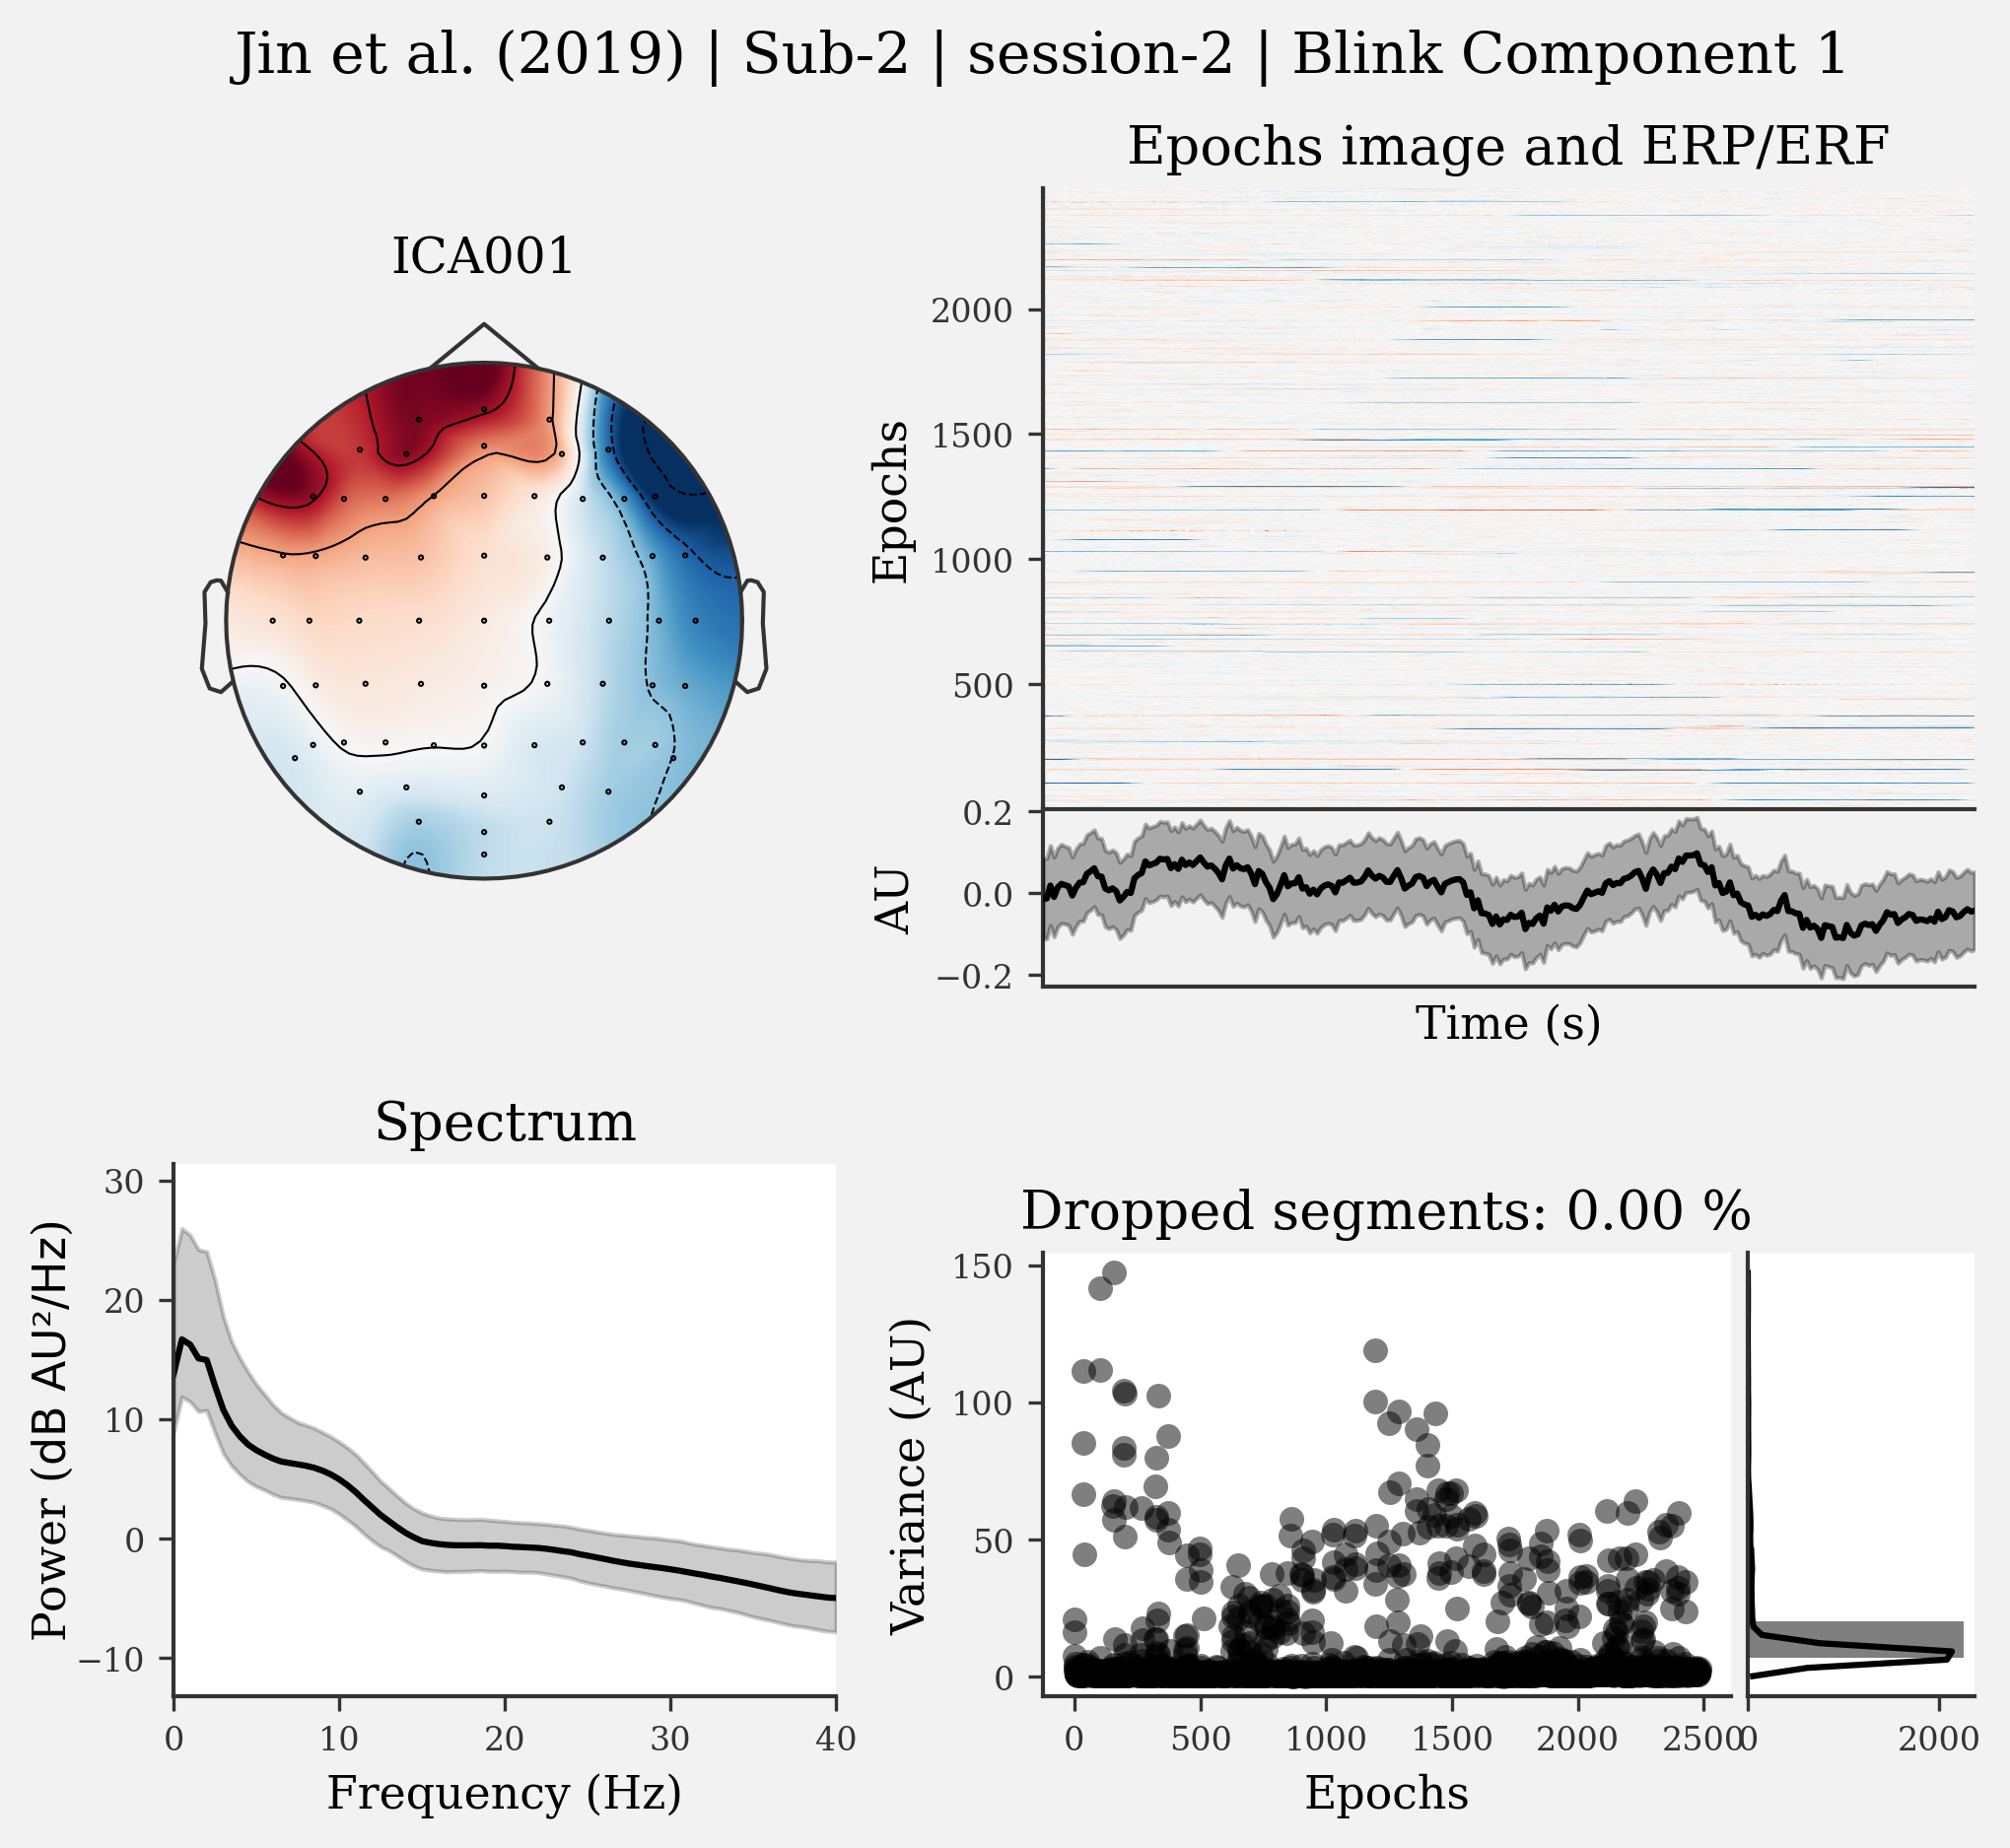 Jin et al. (2019) | Sub-2 | session-2 | Blink Component 1
ICA001
Epochs image and ERP/ERF
Epochs
2000
1500
1000
500
AU
0.2
0.0
−0.2
Time (s)
Spectrum
Power (dB AU²/Hz)
30
20
10
0
−10
0
10
20
30
40
Frequency (Hz)
Dropped segments: 0.00 %
Variance (AU)
150
100
50
0
0
500
1000
1500
2000
2500
Epochs
0
2000